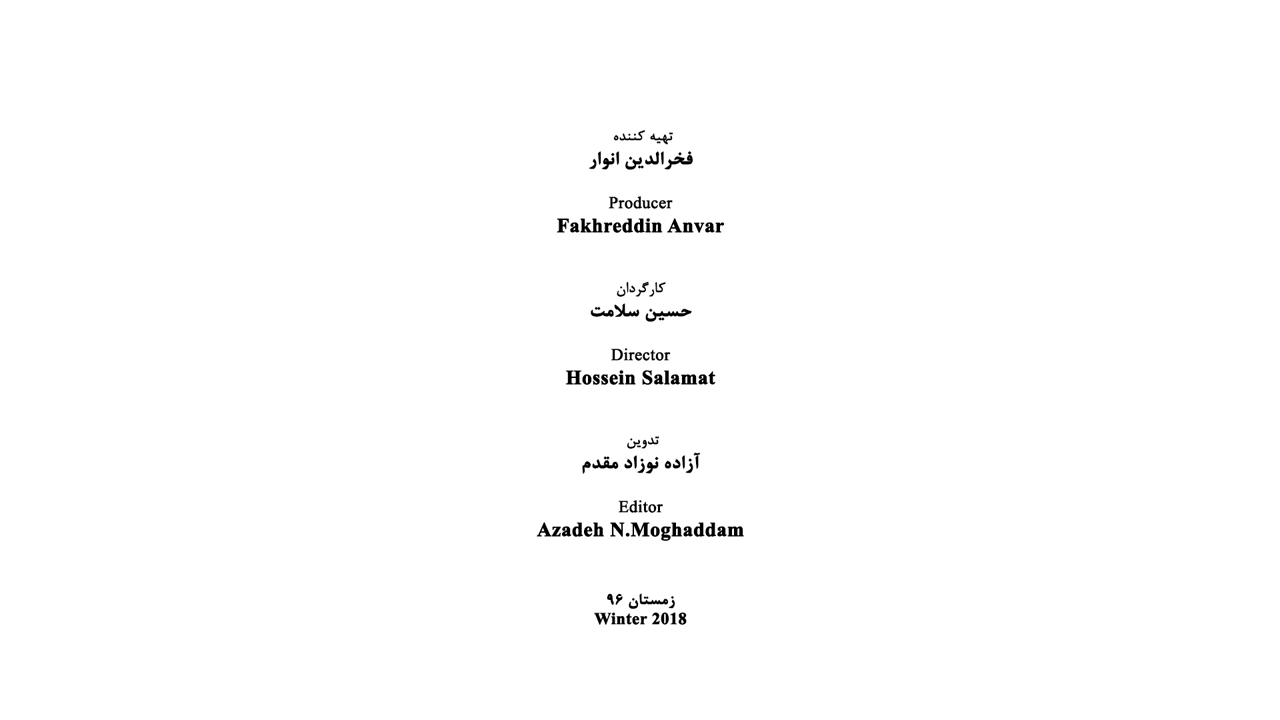 تهیه کننده
فخرالدین انوار
Producer
Fakhreddin Anvar
کارگردان
حسین سلامت
Director
Hossein Salamat
تدوین
آزاده نوزاد مقدم
Editor
Azadeh N.Moghaddam
زمستان ۹۶
Winter 2018